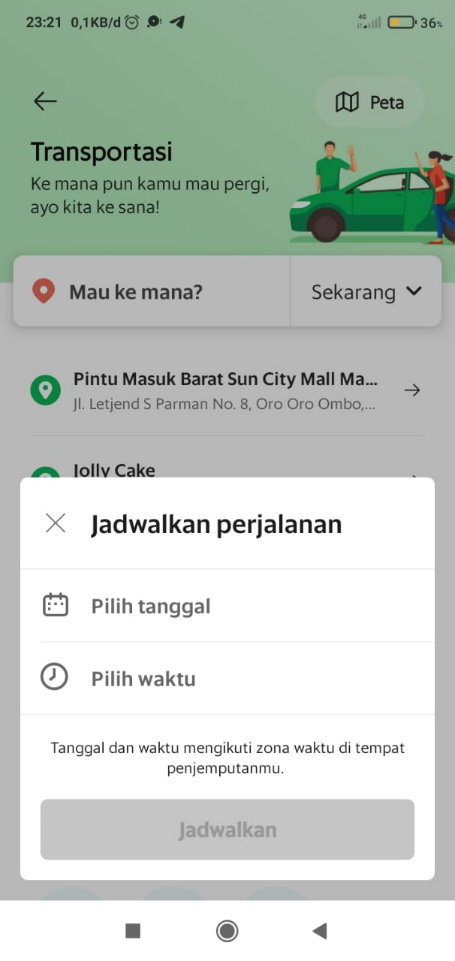 23:21 0,1KB/d
4G
36%
Peta
Transportasi
Ke mana pun kamu mau pergi,
ayo kita ke sana!
Mau ke mana?
Sekarang
Pintu Masuk Barat Sun City Mall Ma...
Jl. Letjend S Parman No. 8, Oro Oro Ombo,...
Jolly Cake
Jadwalkan perjalanan
Pilih tanggal
Pilih waktu
Tanggal dan waktu mengikuti zona waktu di tempat
penjemputanmu.
Jadwalkan